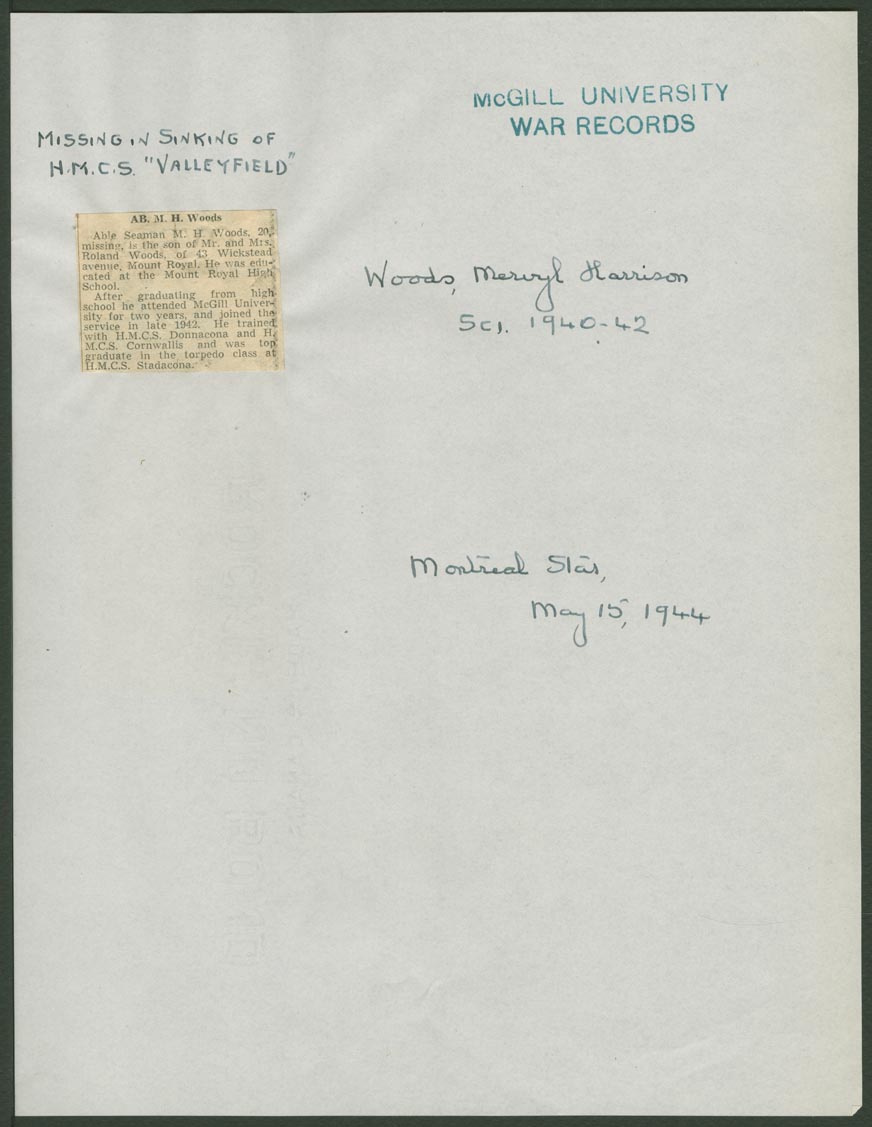 McGILL UNIVERSITY
WAR RECORDS
MISSING IN SINKING OF
H.M.C.S. "VALLEYFIELD"
AB. M. H. Woods
Able Seaman M. H. Woods, 20,
missing, is the son of Mr. and Mrs.
Roland Woods, of 43 Wickstead
avenue, Mount Royal. He was edu-
cated at the Mount Royal High
School.
After graduating from high
school he attended McGill Univer-
sity for two years, and joined the
service in late 1942. He trained
with H.M.C.S. Donnacona and H.
M.C.S. Cornwallis and was top
graduate in the torpedo class at
H.M.C.S. Stadacona.
Woods, Mervyl Harrison
Sci. 1940-42
Montreal Star,
May 15, 1944